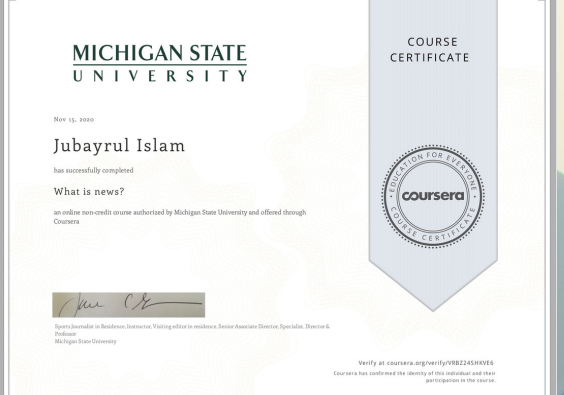 MICHIGAN STATE
UNIVERSITY
COURSE
CERTIFICATE
Nov 15, 2020
Jubayrul Islam
has successfully completed
What is news?
an online non-credit course authorized by Michigan State University and offered through
Coursera
EDUCATION FOR EVERYONE
coursera
COURSE CERTIFICATE
Sports Journalist in Residence, Instructor, Visiting editor in residence, Senior Associate Director, Specialist, Director &
Professor
Michigan State University
Verify at coursera.org/verify/VRBZ24SHXVE6
Coursera has confirmed the identity of this individual and their
participation in the course.